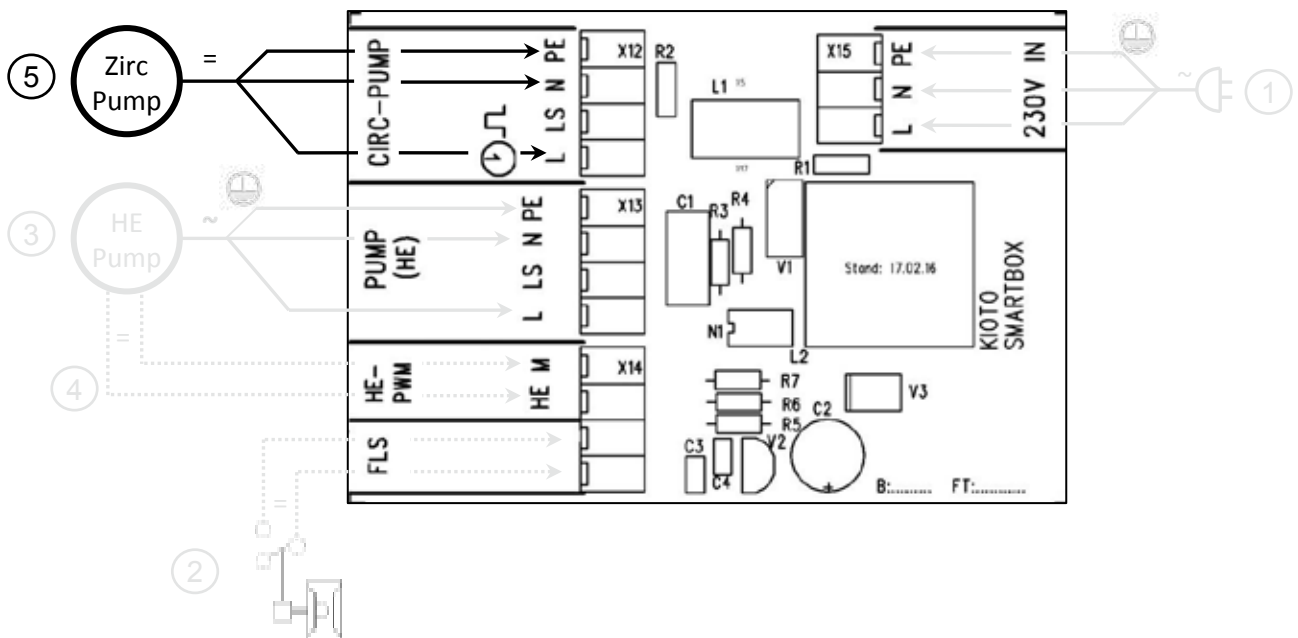 5
Zirc
Pump
=
CIRC-PUMP
L LS N PE
X12
R2
L1
X5
X15
L N PE
230V IN
~
1
R1
3
HE
Pump
~
PUMP
(HE)
L LS N PE
X13
C1
R3
R4
V1
Stand: 17.02.16
KIOTO
SMARTBOX
N1
L2
=
4
HE-
PWM
HE M
X14
R7
R6
R5
C2
V3
FLS
C3
C4
V2
+
B:......... FT:............
=
2